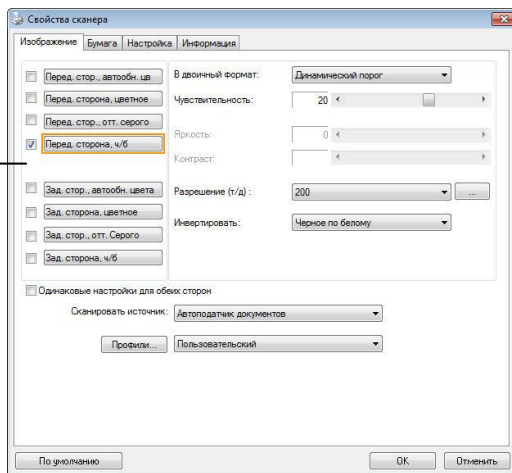 Свойства сканера
Изображение Бумага Настройка Информация
Перед. стор., автообн. цв
Перед. сторона, цветное
Перед. стор., отт. серого
Перед. сторона, ч/б
Зад. стор., автообн. цвета
Зад. сторона, цветное
Зад. стор., отт. Серого
Зад. сторона, ч/б
В двоичный формат: Динамический порог
Чувствительность: 20
Яркость: 0
Контраст:
Разрешение (т/д) : 200 ...
Инвертировать: Черное по белому
Одинаковые настройки для обеих сторон
Сканировать источник: Автоподатчик документов
Профили... Пользовательский
По умолчанию OK Отменить